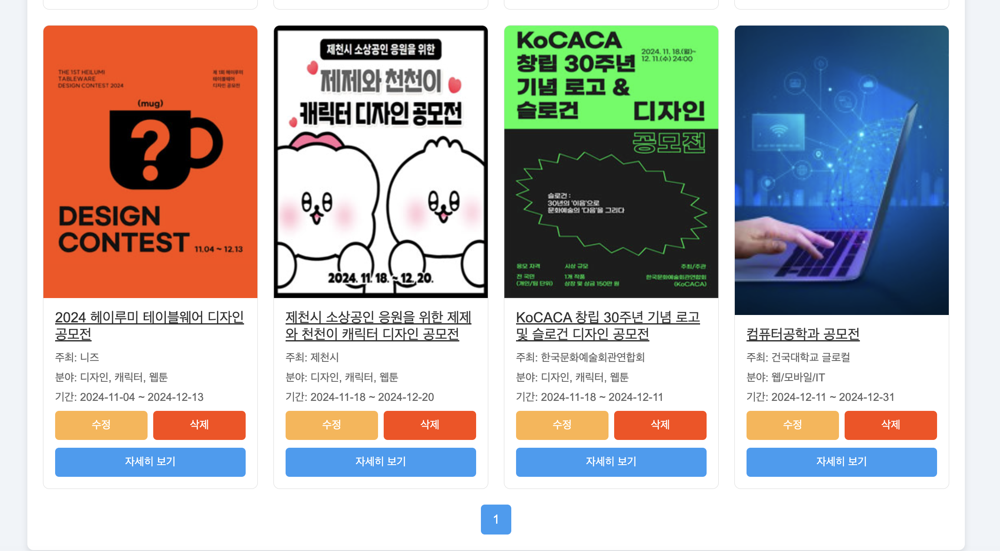 THE 1ST HEILUMI
TABLEWARE
DESIGN CONTEST 2024
제 1회 헤이루미
테이블웨어
디자인 공모전
(mug)
?
DESIGN
CONTEST
11.04 ~ 12.13
2024 헤이루미 테이블웨어 디자인
공모전
주최: 니즈
분야: 디자인, 캐릭터, 웹툰
기간: 2024-11-04 ~ 2024-12-13
수정
삭제
자세히 보기
제천시 소상공인 응원을 위한
제제와 천천이
캐릭터 디자인 공모전
2024. 11. 18. ~ 12. 20.
제천시 소상공인 응원을 위한 제제
와 천천이 캐릭터 디자인 공모전
주최: 제천시
분야: 디자인, 캐릭터, 웹툰
기간: 2024-11-18 ~ 2024-12-20
수정
삭제
자세히 보기
KoCACA
창립 30주년
기념 로고 &
슬로건
디자인
공모전
2024. 11. 18.(월)~
12. 11.(수) 24:00
슬로건 :
30년의 '이음'으로
문화예술의 '다음'을 그리다
응모 자격
전 국민
(개인/팀 단위)
시상 규모
1개 작품
상장 및 상금 150만 원
주최/주관
한국문화예술회관연합회
(KoCACA)
KoCACA 창립 30주년 기념 로고
및 슬로건 디자인 공모전
주최: 한국문화예술회관연합회
분야: 디자인, 캐릭터, 웹툰
기간: 2024-11-18 ~ 2024-12-11
수정
삭제
자세히 보기
컴퓨터공학과 공모전
주최: 건국대학교 글로컬
분야: 웹/모바일/IT
기간: 2024-12-11 ~ 2024-12-31
수정
삭제
자세히 보기
1